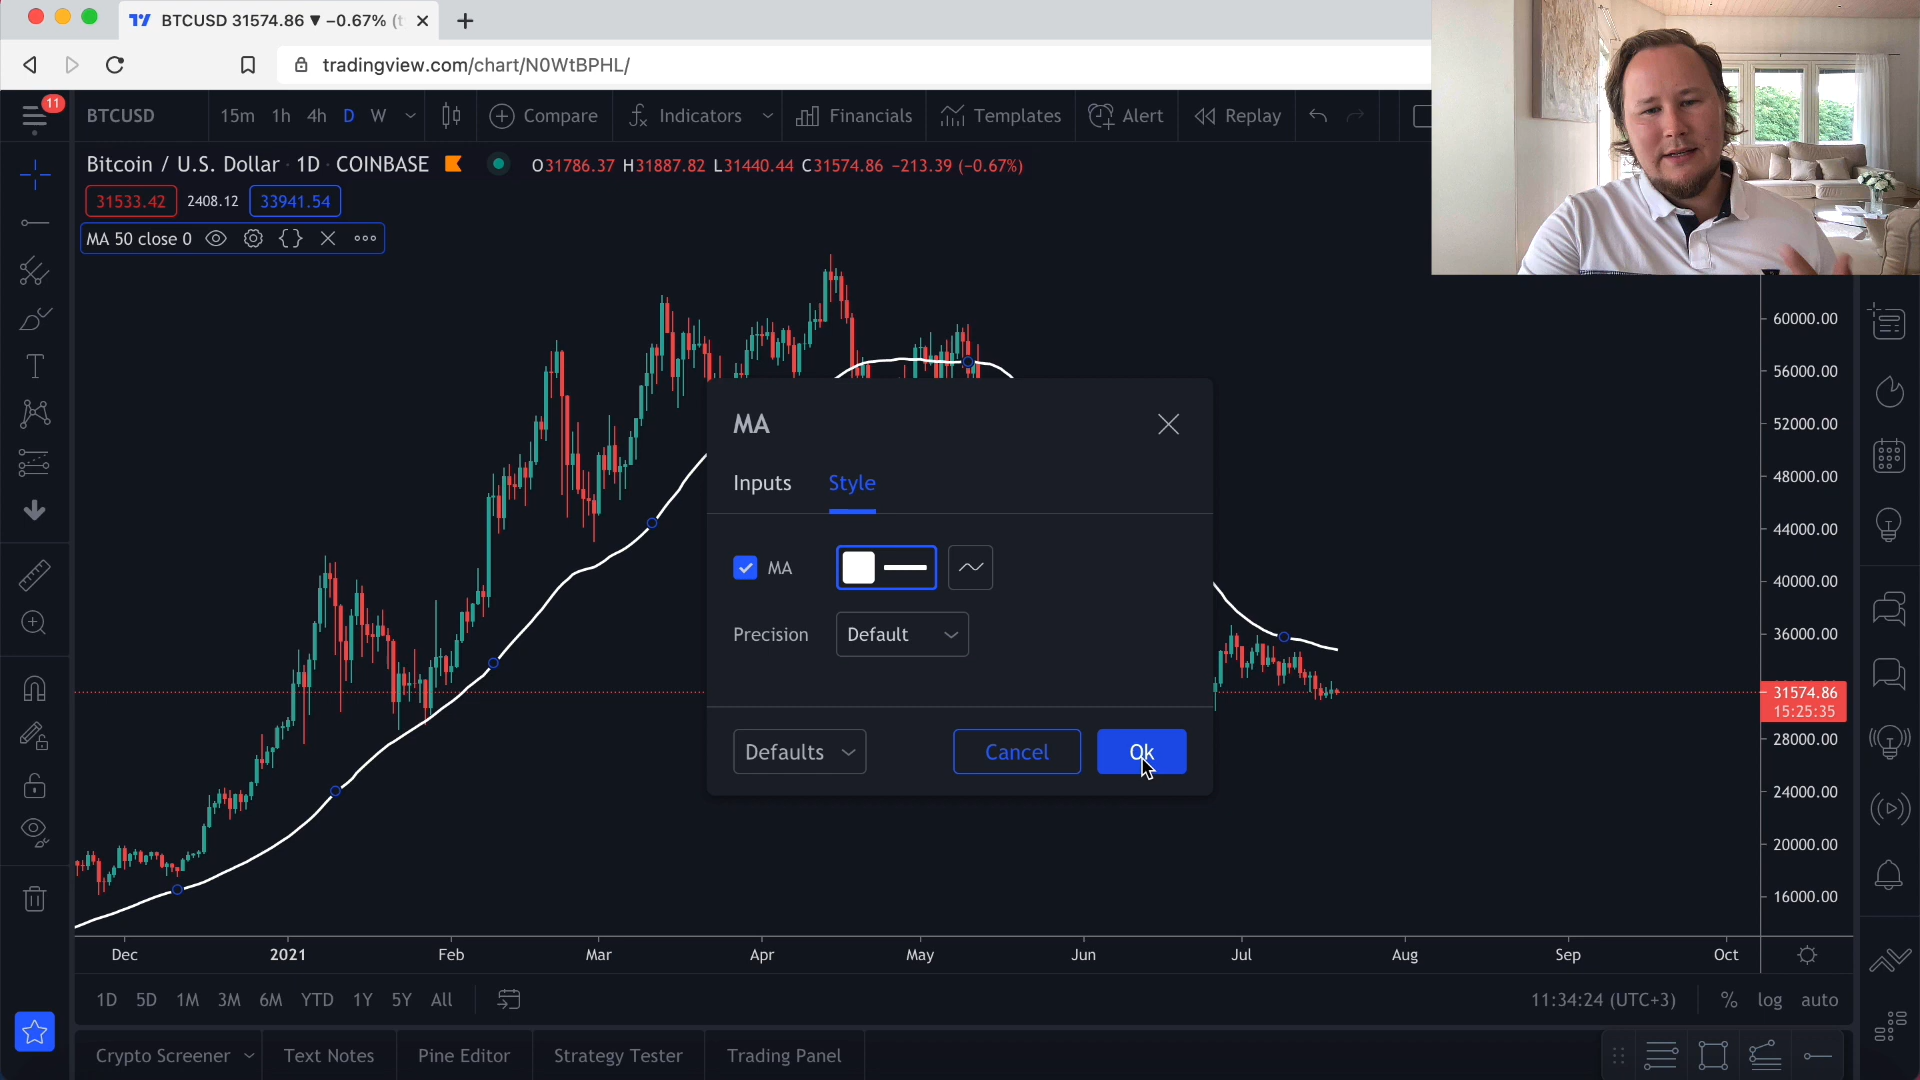 BTCUSD 31574.86 ▼ −0.67% (
tradingview.com/chart/N0WtBPHL/
11
BTCUSD 15m 1h 4h D W Compare Indicators Financials Templates Alert Replay
Bitcoin / U.S. Dollar · 1D · COINBASE O31786.37 H31887.82 L31440.44 C31574.86 −213.39 (−0.67%)
31533.42 2408.12 33941.54
MA 50 close 0
60000.00
56000.00
52000.00
48000.00
44000.00
40000.00
36000.00
31574.86
15:25:35
28000.00
24000.00
20000.00
16000.00
MA
Inputs Style
MA
Precision Default
Defaults Cancel Ok
Dec 2021 Feb Mar Apr May Jun Jul Aug Sep Oct
1D 5D 1M 3M 6M YTD 1Y 5Y All 11:34:24 (UTC+3) % log auto
Crypto Screener Text Notes Pine Editor Strategy Tester Trading Panel